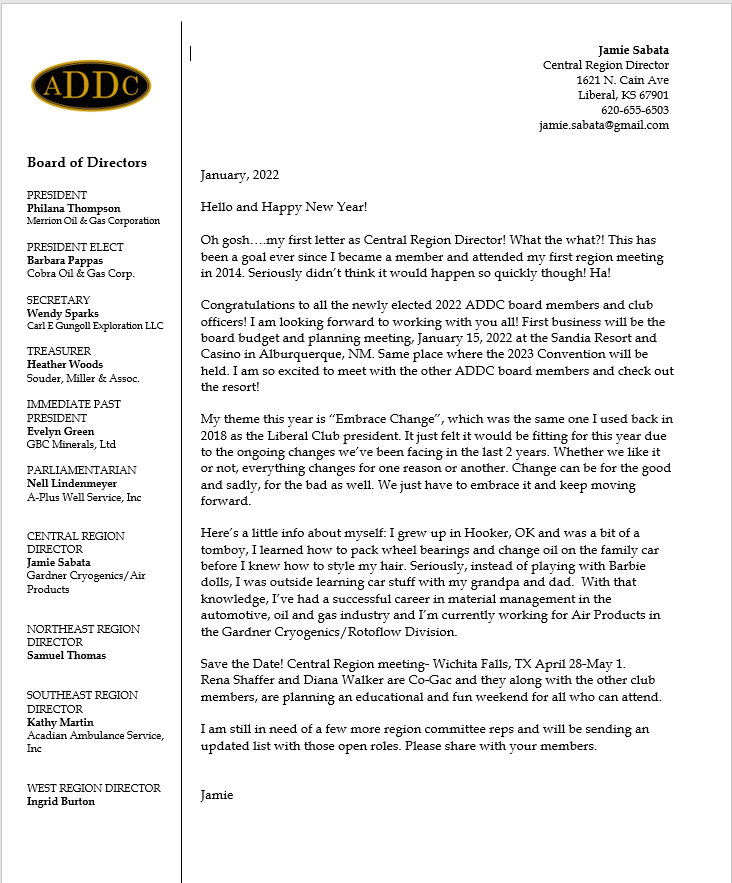 ADDC
Board of Directors
PRESIDENT
Philana Thompson
Merrion Oil & Gas Corporation
PRESIDENT ELECT
Barbara Pappas
Cobra Oil & Gas Corp.
SECRETARY
Wendy Sparks
Carl E Gungoll Exploration LLC
TREASURER
Heather Woods
Souder, Miller & Assoc.
IMMEDIATE PAST
PRESIDENT
Evelyn Green
GBC Minerals, Ltd
PARLIAMENTARIAN
Nell Lindenmeyer
A-Plus Well Service, Inc
CENTRAL REGION
DIRECTOR
Jamie Sabata
Gardner Cryogenics/Air
Products
NORTHEAST REGION
DIRECTOR
Samuel Thomas
SOUTHEAST REGION
DIRECTOR
Kathy Martin
Acadian Ambulance Service,
Inc
WEST REGION DIRECTOR
Ingrid Burton
Jamie Sabata
Central Region Director
1621 N. Cain Ave
Liberal, KS 67901
620-655-6503
jamie.sabata@gmail.com
January, 2022
Hello and Happy New Year!
Oh gosh….my first letter as Central Region Director! What the what?! This has
been a goal ever since I became a member and attended my first region meeting
in 2014. Seriously didn't think it would happen so quickly though! Ha!
Congratulations to all the newly elected 2022 ADDC board members and club
officers! I am looking forward to working with you all! First business will be the
board budget and planning meeting, January 15, 2022 at the Sandia Resort and
Casino in Alburquerque, NM. Same place where the 2023 Convention will be
held. I am so excited to meet with the other ADDC board members and check out
the resort!
My theme this year is “Embrace Change”, which was the same one I used back in
2018 as the Liberal Club president. It just felt it would be fitting for this year due
to the ongoing changes we've been facing in the last 2 years. Whether we like it
or not, everything changes for one reason or another. Change can be for the good
and sadly, for the bad as well. We just have to embrace it and keep moving
forward.
Here's a little info about myself: I grew up in Hooker, OK and was a bit of a
tomboy, I learned how to pack wheel bearings and change oil on the family car
before I knew how to style my hair. Seriously, instead of playing with Barbie
dolls, I was outside learning car stuff with my grandpa and dad.  With that
knowledge, I've had a successful career in material management in the
automotive, oil and gas industry and I'm currently working for Air Products in
the Gardner Cryogenics/Rotoflow Division.
Save the Date! Central Region meeting- Wichita Falls, TX April 28-May 1.
Rena Shaffer and Diana Walker are Co-Gac and they along with the other club
members, are planning an educational and fun weekend for all who can attend.
I am still in need of a few more region committee reps and will be sending an
updated list with those open roles. Please share with your members.
Jamie